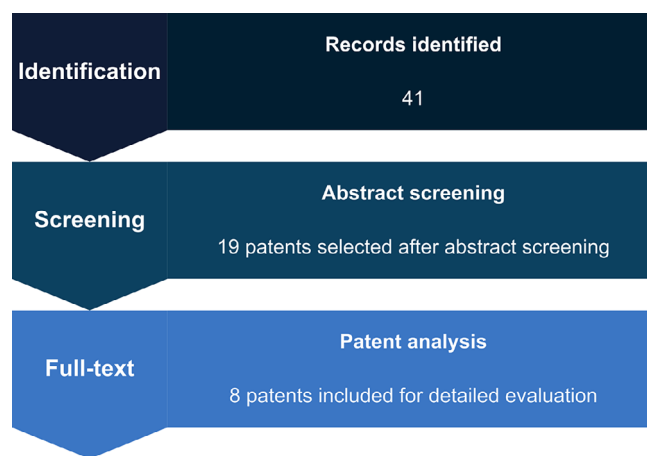 Identification
Records identified
41
Screening
Abstract screening
19 patents selected after abstract screening
Full-text
Patent analysis
8 patents included for detailed evaluation